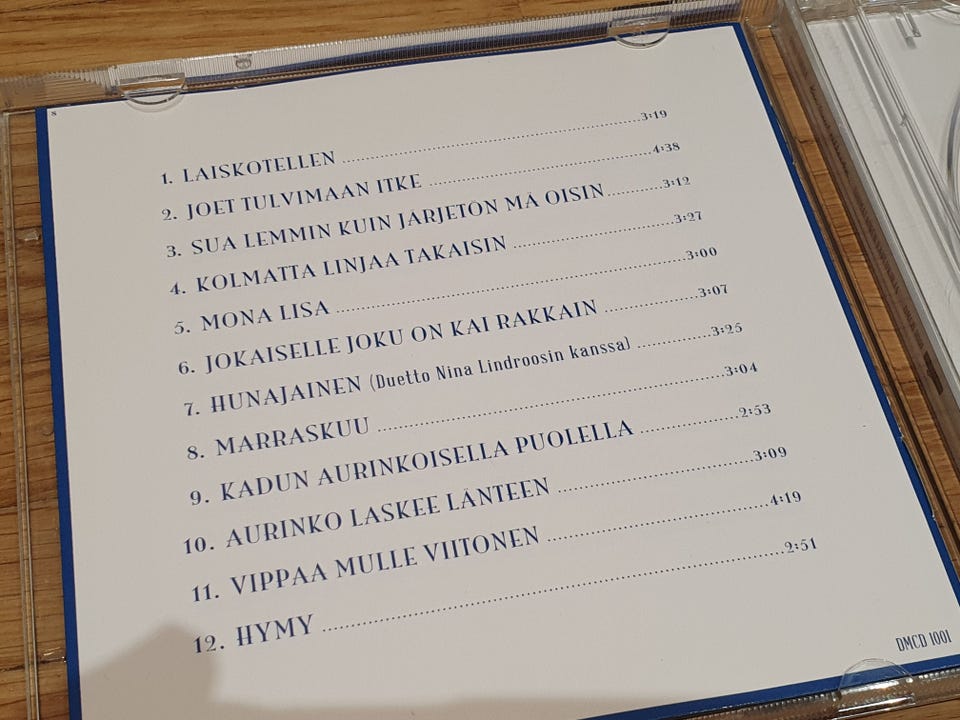 8
1. LAISKOTELLEN ........ 3:19
2. JOET TULVIMAAN ITKE ........ 4:38
3. SUA LEMMIN KUIN JÄRJETÖN MÄ OISIN ........ 3:12
4. KOLMATTA LINJAA TAKAISIN ........ 3:27
5. MONA LISA ........ 3:00
6. JOKAISELLE JOKU ON KAI RAKKAIN ........ 3:07
7. HUNAJAINEN (Duetto Nina Lindroosin kanssa) ........ 3:25
8. MARRASKUU ........ 3:04
9. KADUN AURINKOISELLA PUOLELLA ........ 2:53
10. AURINKO LASKEE LÄNTEEN ........ 3:09
11. VIPPAA MULLE VIITONEN ........ 4:19
12. HYMY ........ 2:51
DMCD 1001